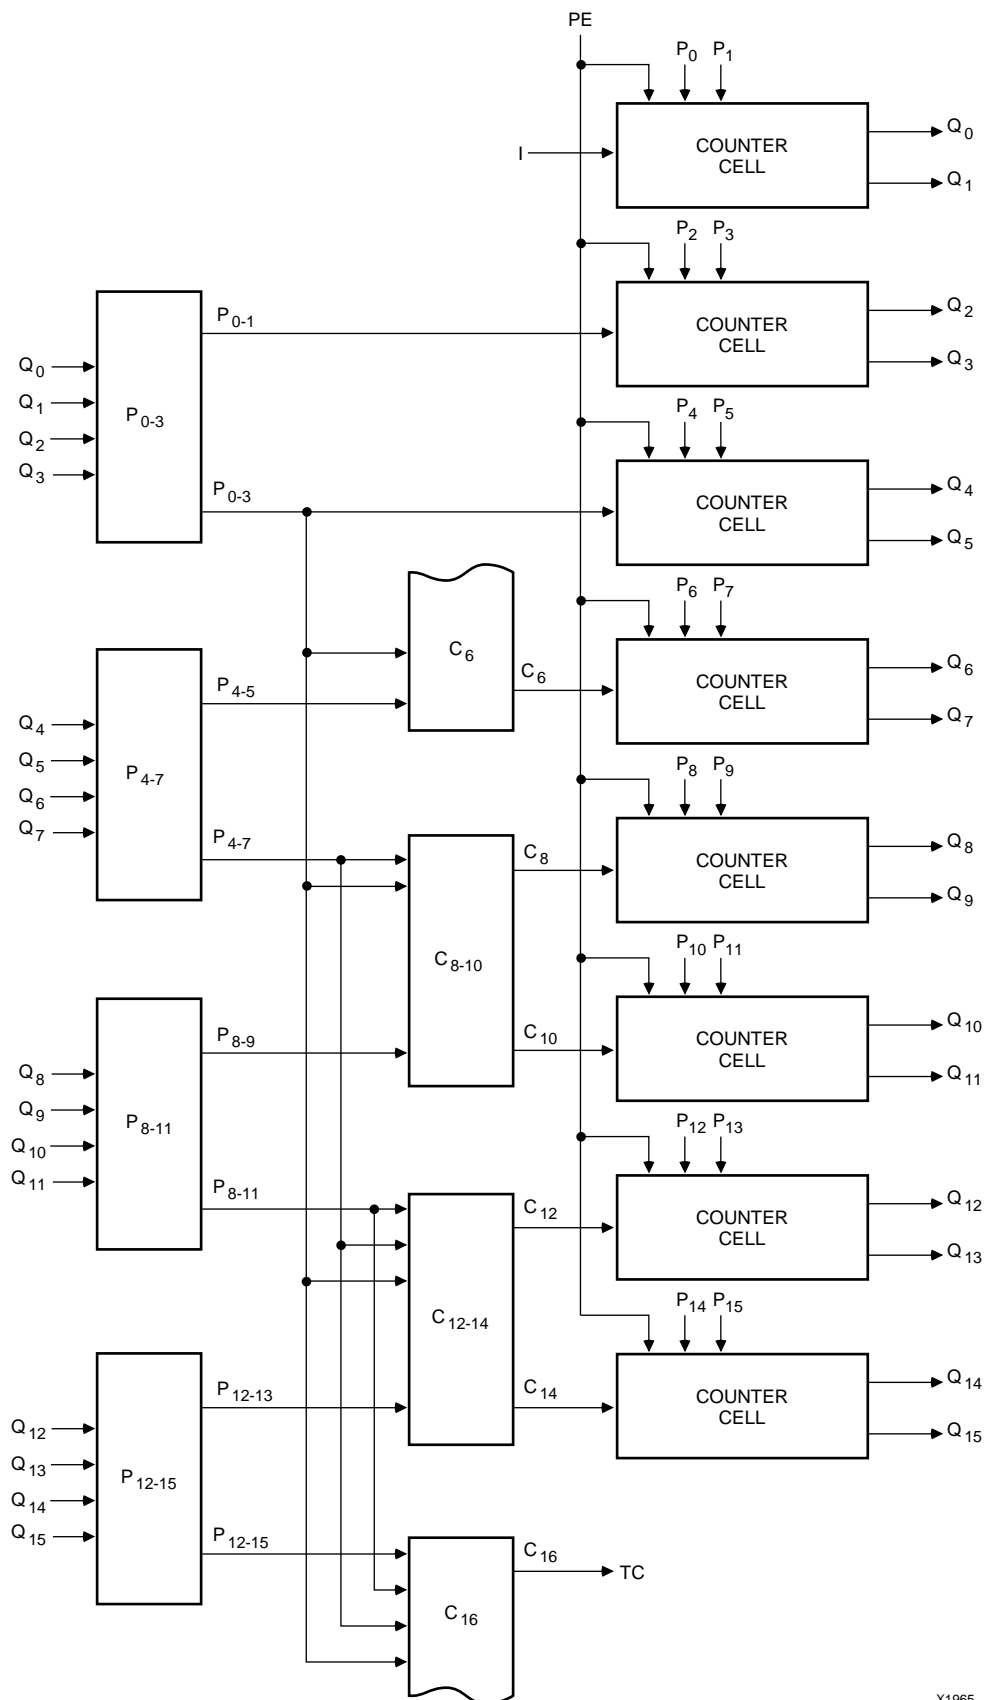 PE
P0 P1
I
COUNTER
CELL
Q0
Q1
P2 P3
COUNTER
CELL
Q2
Q3
Q0
Q1
Q2
Q3
P0-3
P0-1
P0-3
P4 P5
COUNTER
CELL
Q4
Q5
C6
C6
P6 P7
COUNTER
CELL
Q6
Q7
Q4
Q5
Q6
Q7
P4-7
P4-5
P4-7
P8 P9
COUNTER
CELL
Q8
Q9
C8-10
C8
C10
P10 P11
COUNTER
CELL
Q10
Q11
Q8
Q9
Q10
Q11
P8-11
P8-9
P8-11
P12 P13
COUNTER
CELL
Q12
Q13
C12-14
C12
C14
P14 P15
COUNTER
CELL
Q14
Q15
Q12
Q13
Q14
Q15
P12-15
P12-13
P12-15
C16
C16
TC
X1965